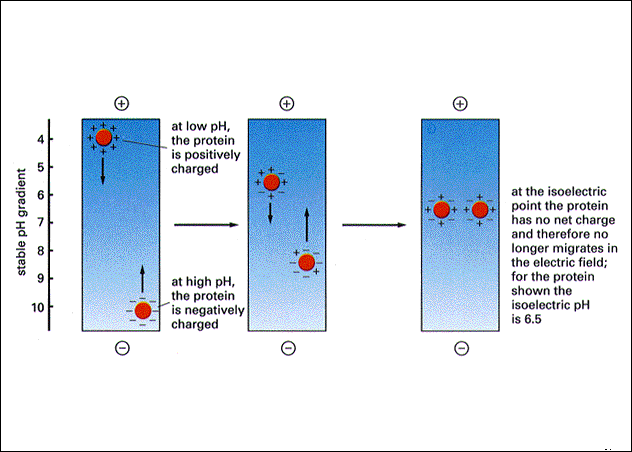 +
+
+
at low pH,
the protein
is positively
charged
at high pH,
the protein
is negatively
charged
at the isoelectric
point the protein
has no net charge
and therefore no
longer migrates in
the electric field;
for the protein
shown the
isoelectric pH
is 6.5
stable pH gradient
4
5
6
7
8
9
10
−
−
−